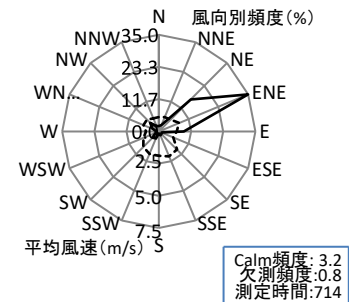 N 風向別頻度(%)
35.0
NNW NNE
NW 23.3 NE
WN... 11.7 ENE
W 0.0 E
WSW 2.5 ESE
SW 5.0 SE
SSW SSE
7.5
平均風速(m/s) S
Calm頻度: 3.2
欠測頻度:0.8
測定時間:714